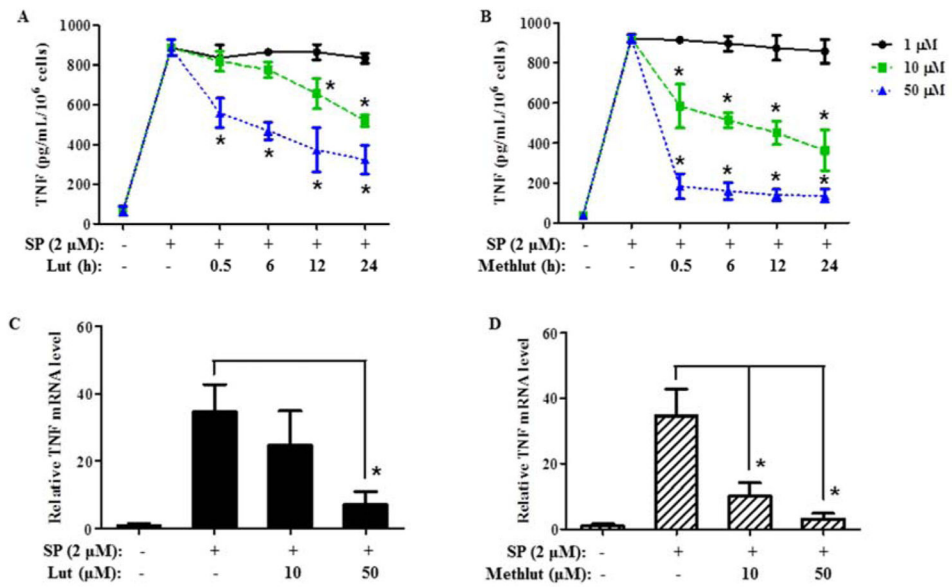 A
B
1000
800
600
400
200
0
TNF (pg/mL/10⁶ cells)
*
*
*
*
*
*
SP (2 µM): - + + + + +
Lut (h): - - 0.5 6 12 24
1000
800
600
400
200
0
TNF (pg/mL/10⁶ cells)
*
*
*
*
*
*
*
*
SP (2 µM): - + + + + +
Methlut (h): - - 0.5 6 12 24
1 µM
10 µM
50 µM
C
60
40
20
0
Relative TNF mRNA level
*
SP (2 µM): - + + +
Lut (µM): - - 10 50
D
60
40
20
0
Relative TNF mRNA level
*
*
SP (2 µM): - + + +
Methlut (µM): - - 10 50